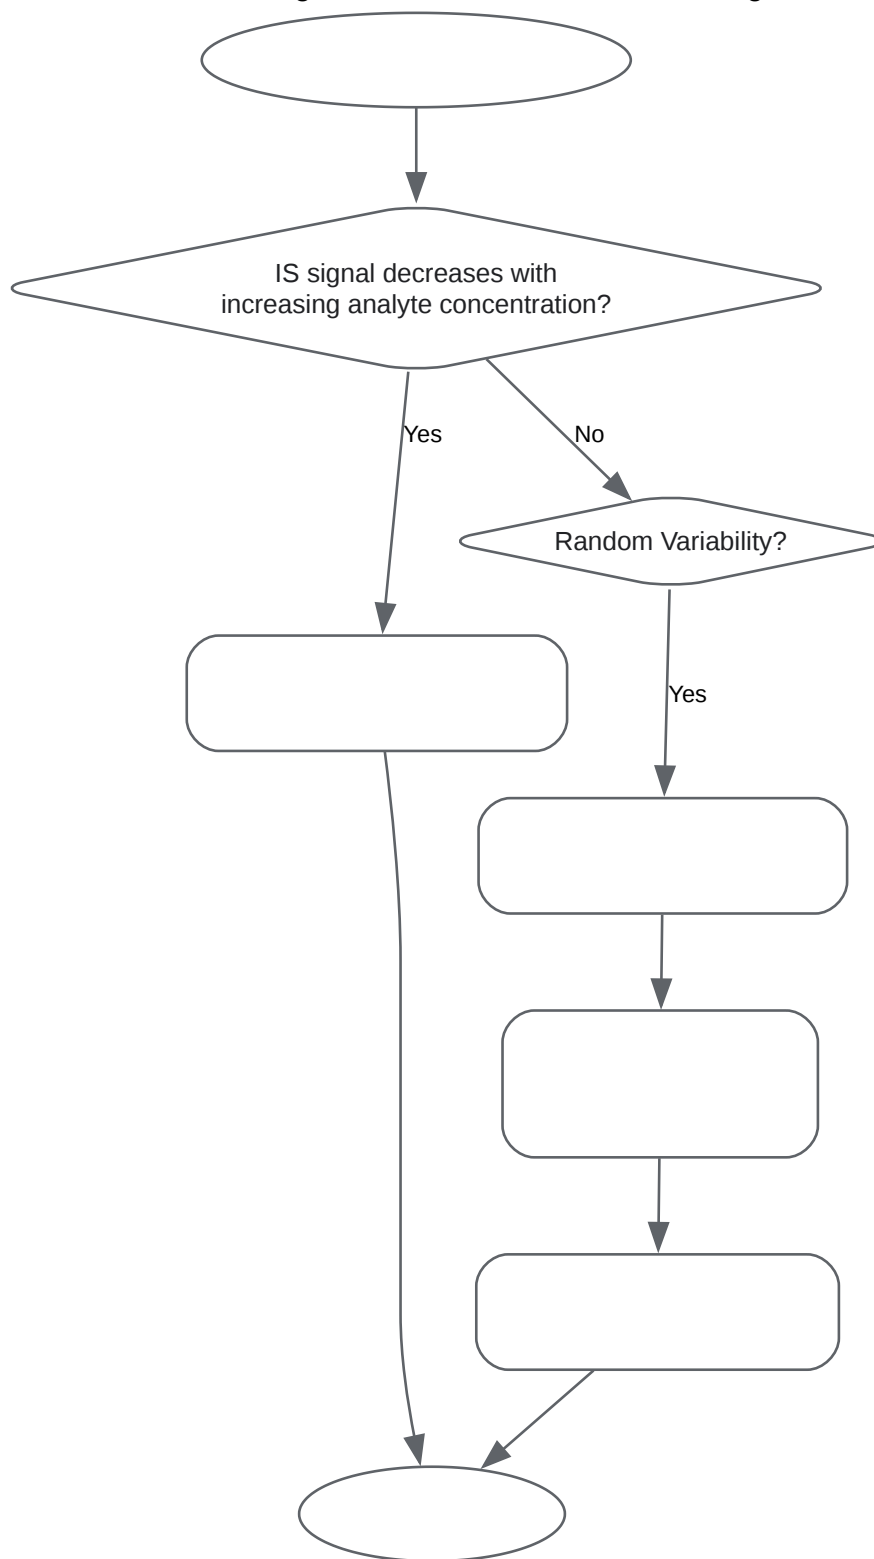 IS signal decreases with
increasing analyte concentration?
Yes
No
Random Variability?
Yes